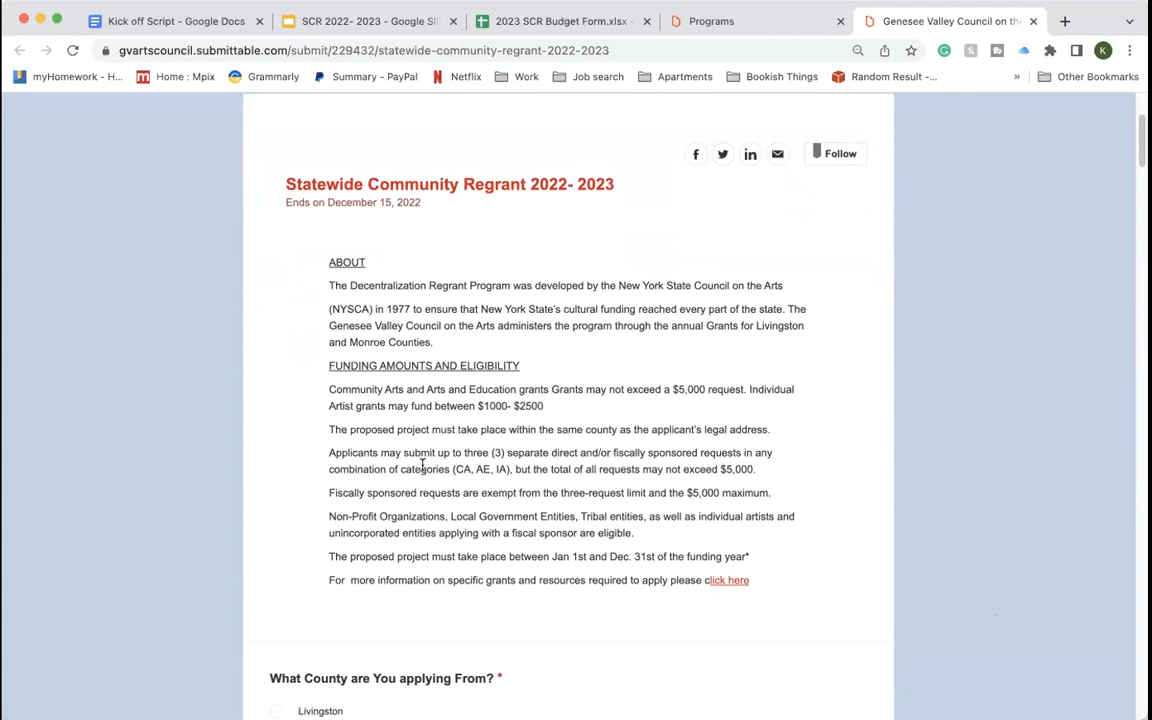 Kick off Script - Google Docs
SCR 2022- 2023 - Google Sli
2023 SCR Budget Form.xlsx -
Programs
Genesee Valley Council on the
gvartscouncil.submittable.com/submit/229432/statewide-community-regrant-2022-2023
K
myHomework - H...
Home : Mpix
Grammarly
Summary - PayPal
Netflix
Work
Job search
Apartments
Bookish Things
Random Result -...
»
Other Bookmarks
Follow
Statewide Community Regrant 2022- 2023
Ends on December 15, 2022
ABOUT
The Decentralization Regrant Program was developed by the New York State Council on the Arts
(NYSCA) in 1977 to ensure that New York State's cultural funding reached every part of the state. The
Genesee Valley Council on the Arts administers the program through the annual Grants for Livingston
and Monroe Counties.
FUNDING AMOUNTS AND ELIGIBILITY
Community Arts and Arts and Education grants Grants may not exceed a $5,000 request. Individual
Artist grants may fund between $1000- $2500
The proposed project must take place within the same county as the applicant's legal address.
Applicants may submit up to three (3) separate direct and/or fiscally sponsored requests in any
combination of categories (CA, AE, IA), but the total of all requests may not exceed $5,000.
Fiscally sponsored requests are exempt from the three-request limit and the $5,000 maximum.
Non-Profit Organizations, Local Government Entities, Tribal entities, as well as individual artists and
unincorporated entities applying with a fiscal sponsor are eligible.
The proposed project must take place between Jan 1st and Dec. 31st of the funding year*
For more information on specific grants and resources required to apply please click here
What County are You applying From? *
Livingston